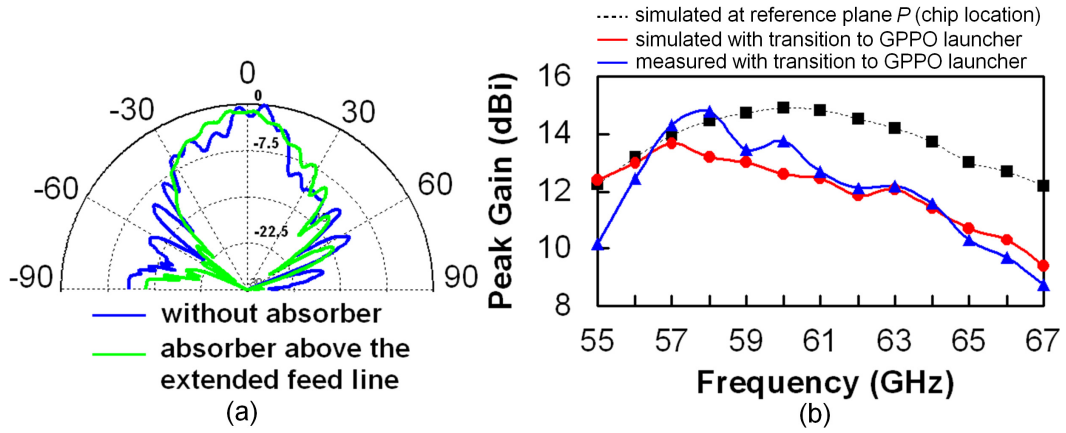 0
-30
30
0
-7.5
-60
60
-22.5
-90
90
without absorber
absorber above the
extended feed line
(a)
simulated at reference plane P (chip location)
simulated with transition to GPPO launcher
measured with transition to GPPO launcher
Peak Gain (dBi)
16
14
12
10
8
55 57 59 61 63 65 67
Frequency (GHz)
(b)